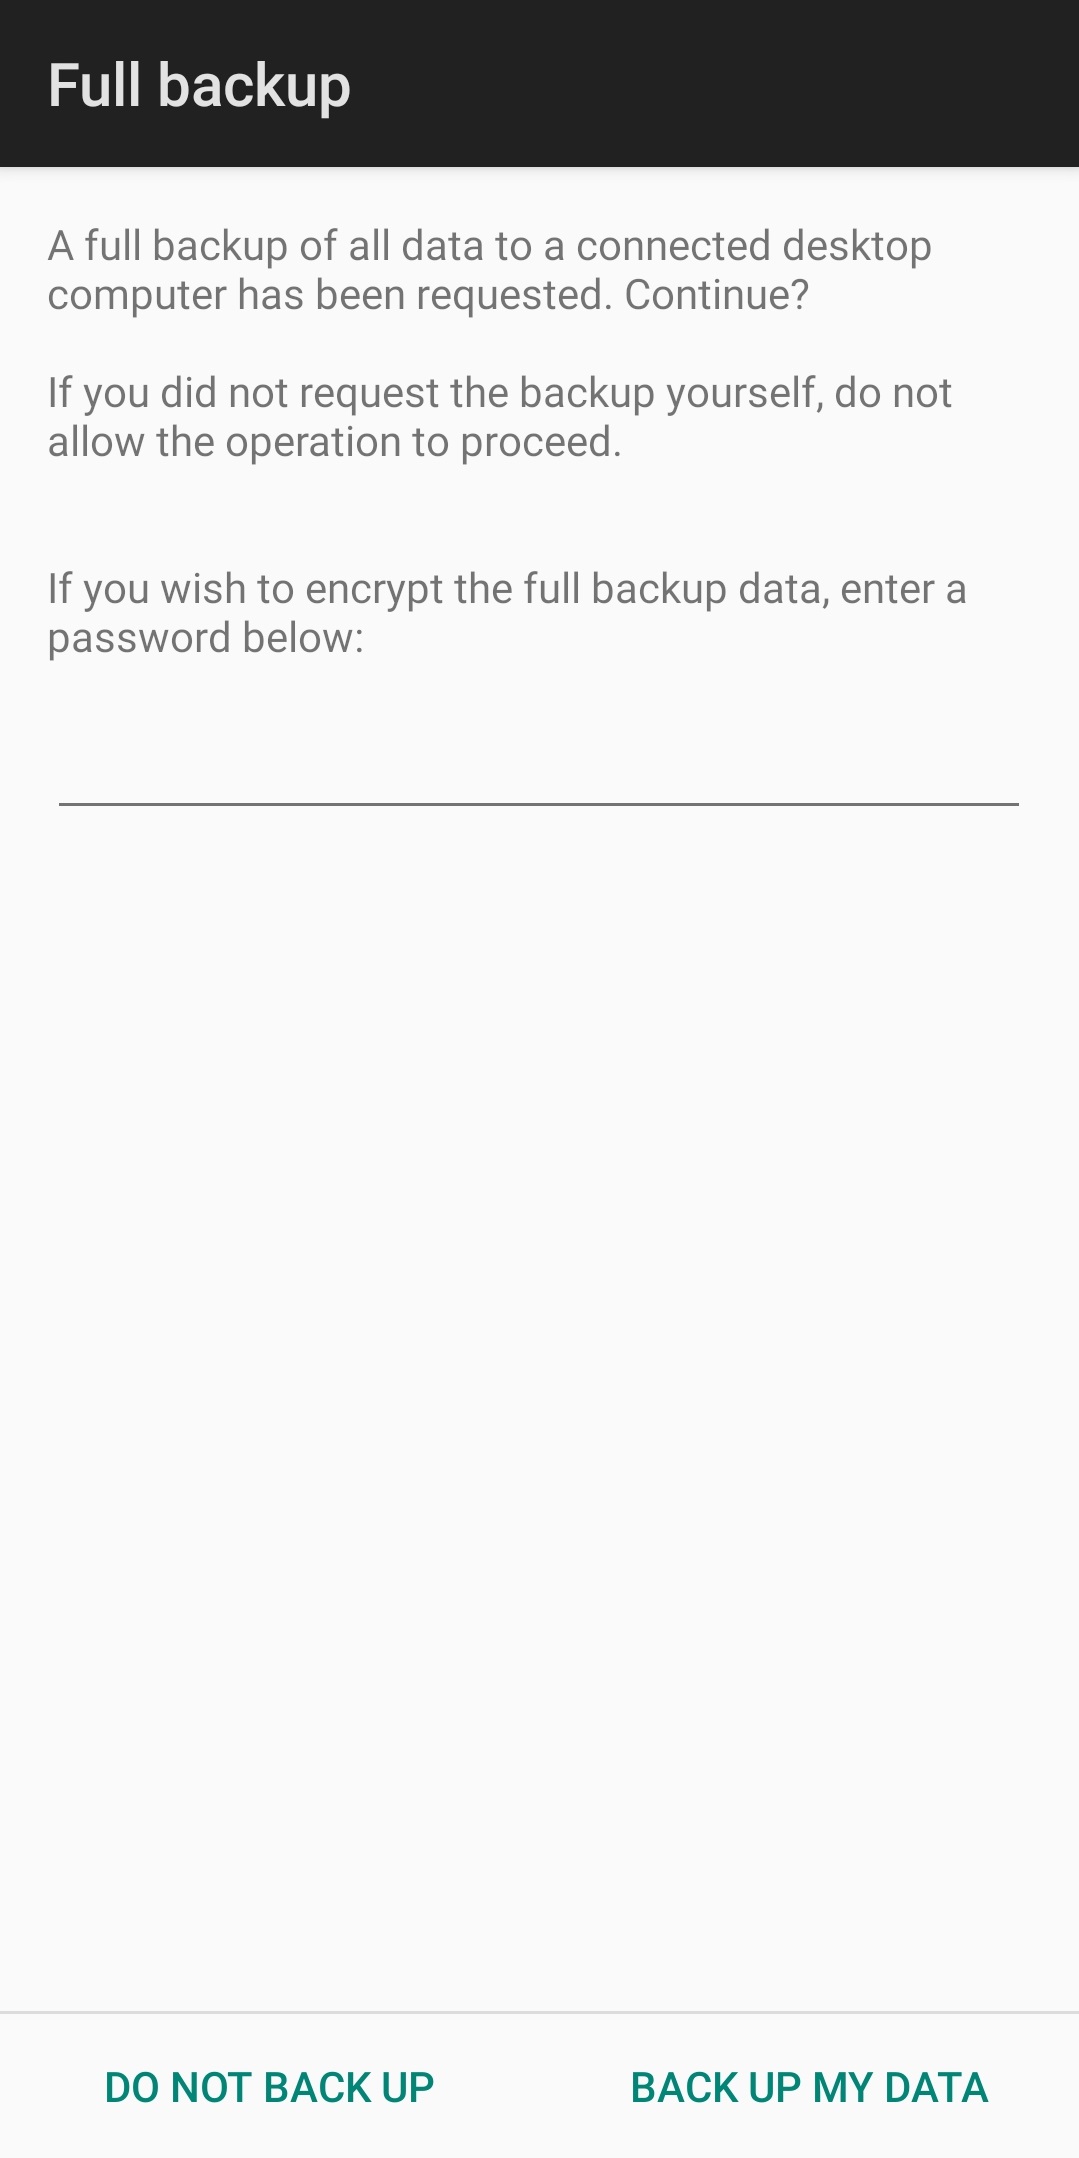 Full backup
A full backup of all data to a connected desktop
computer has been requested. Continue?
If you did not request the backup yourself, do not
allow the operation to proceed.
If you wish to encrypt the full backup data, enter a
password below:
DO NOT BACK UP
BACK UP MY DATA